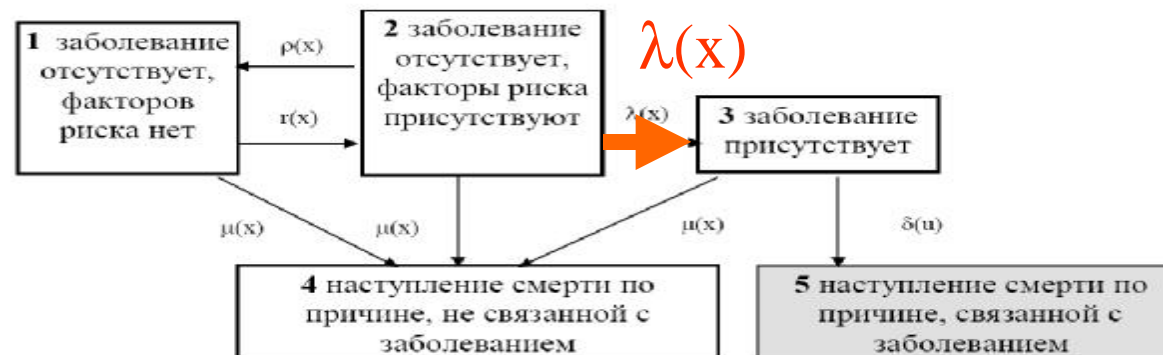 1 заболевание
отсутствует,
факторов
риска нет
ρ(x)
r(x)
2 заболевание
отсутствует,
факторы риска
присутствуют
λ(x)
λ(x)
3 заболевание
присутствует
μ(x)
μ(x)
μ(x)
δ(u)
4 наступление смерти по
причине, не связанной с
заболеванием
5 наступление смерти по
причине, связанной с
заболеванием